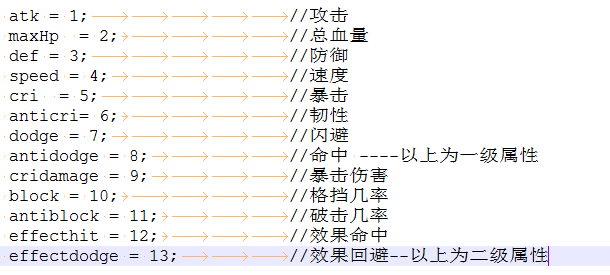 atk = 1; //攻击
maxHp  = 2; //总血量
def = 3; //防御
speed = 4; //速度
cri  = 5; //暴击
anticri= 6; //韧性
dodge = 7; //闪避
antidodge = 8; //命中 ----以上为一级属性
cridamage = 9; //暴击伤害
block = 10; //格挡几率
antiblock = 11; //破击几率
effecthit = 12; //效果命中
effectdodge = 13; //效果回避--以上为二级属性